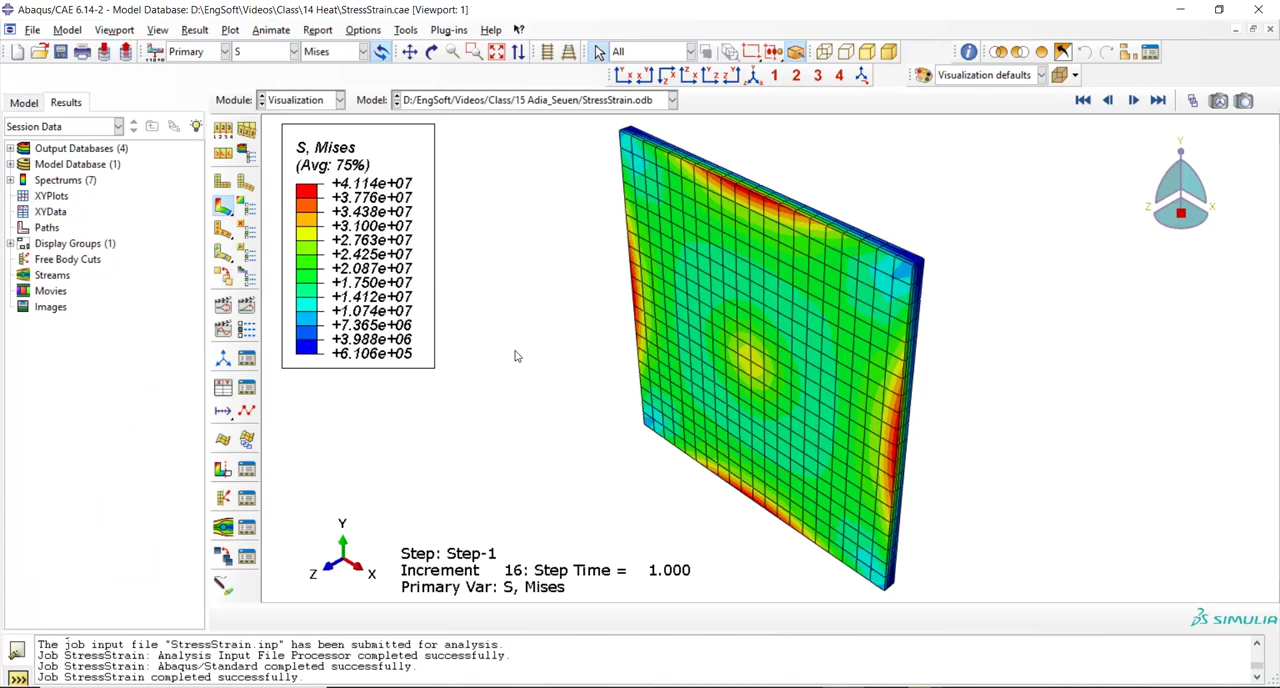 Abaqus/CAE 6.14-2 - Model Database: D:\EngSoft\Videos\Class\14 Heat\StressStrain.cae [Viewport: 1]
File Model Viewport View Result Plot Animate Report Options Tools Plug-ins Help
Primary S Mises All
1 2 3 4 Visualization defaults
Model Results Module: Visualization Model: D:/EngSoft/Videos/Class/15 Adia_Seuen/StressStrain.odb
Session Data
Output Databases (4)
Model Database (1)
Spectrums (7)
XYPlots
XYData
Paths
Display Groups (1)
Free Body Cuts
Streams
Movies
Images
S, Mises
(Avg: 75%)
+4.114e+07
+3.776e+07
+3.438e+07
+3.100e+07
+2.763e+07
+2.425e+07
+2.087e+07
+1.750e+07
+1.412e+07
+1.074e+07
+7.365e+06
+3.988e+06
+6.106e+05
Y
Z X
Y
Z X
Step: Step-1
Increment 16: Step Time = 1.000
Primary Var: S, Mises
SIMULIA
The job input file "StressStrain.inp" has been submitted for analysis.
Job StressStrain: Analysis Input File Processor completed successfully.
Job StressStrain: Abaqus/Standard completed successfully.
Job StressStrain completed successfully.
>>>